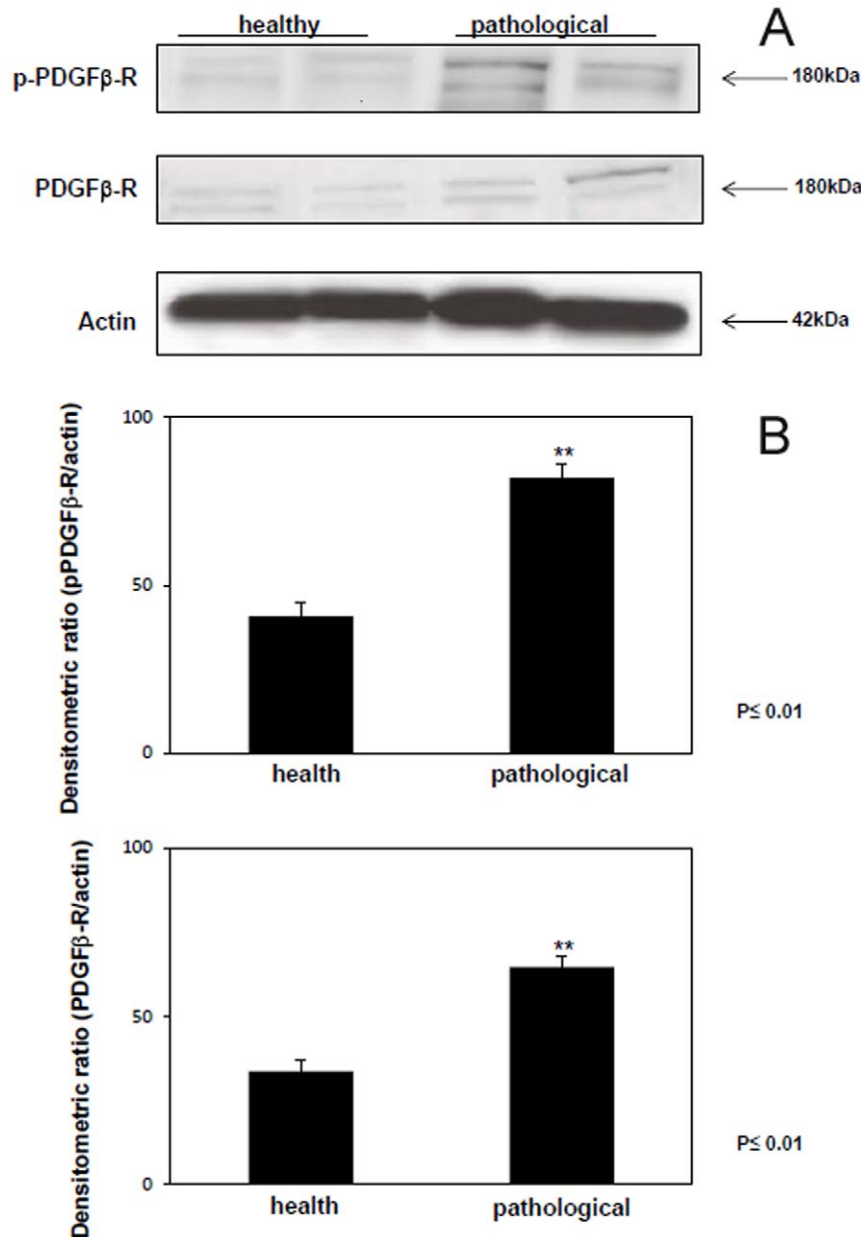 healthy pathological A
p-PDGFβ-R 180kDa
PDGFβ-R 180kDa
Actin 42kDa
B
Densitometric ratio (pPDGFβ-R/actin)
100
**
50
0
health pathological
P≤ 0.01
Densitometric ratio (PDGFβ-R/actin)
100
**
50
0
health pathological
P≤ 0.01